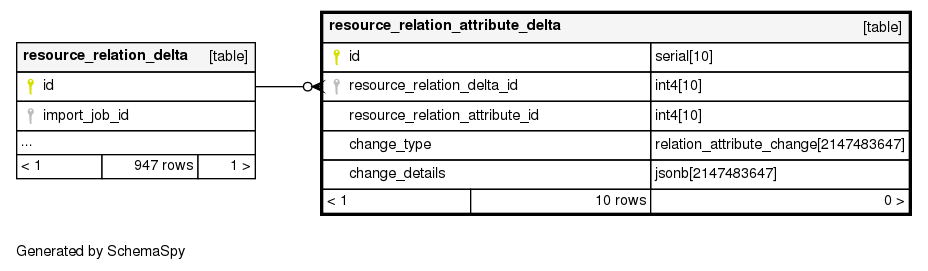 resource_relation_delta [table]
id
import_job_id
...
< 1 947 rows 1 >
resource_relation_attribute_delta [table]
id serial[10]
resource_relation_delta_id int4[10]
resource_relation_attribute_id int4[10]
change_type relation_attribute_change[2147483647]
change_details jsonb[2147483647]
< 1 10 rows 0 >
Generated by SchemaSpy